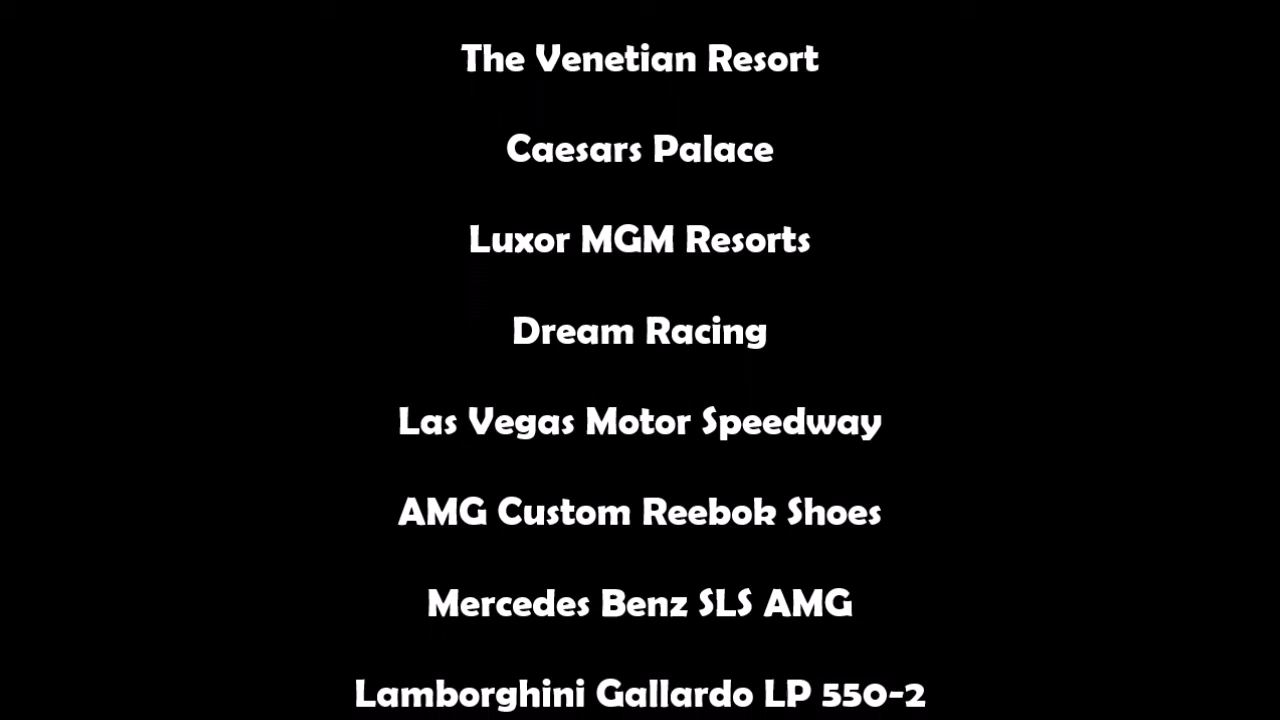 The Venetian Resort
Caesars Palace
Luxor MGM Resorts
Dream Racing
Las Vegas Motor Speedway
AMG Custom Reebok Shoes
Mercedes Benz SLS AMG
Lamborghini Gallardo LP 550-2